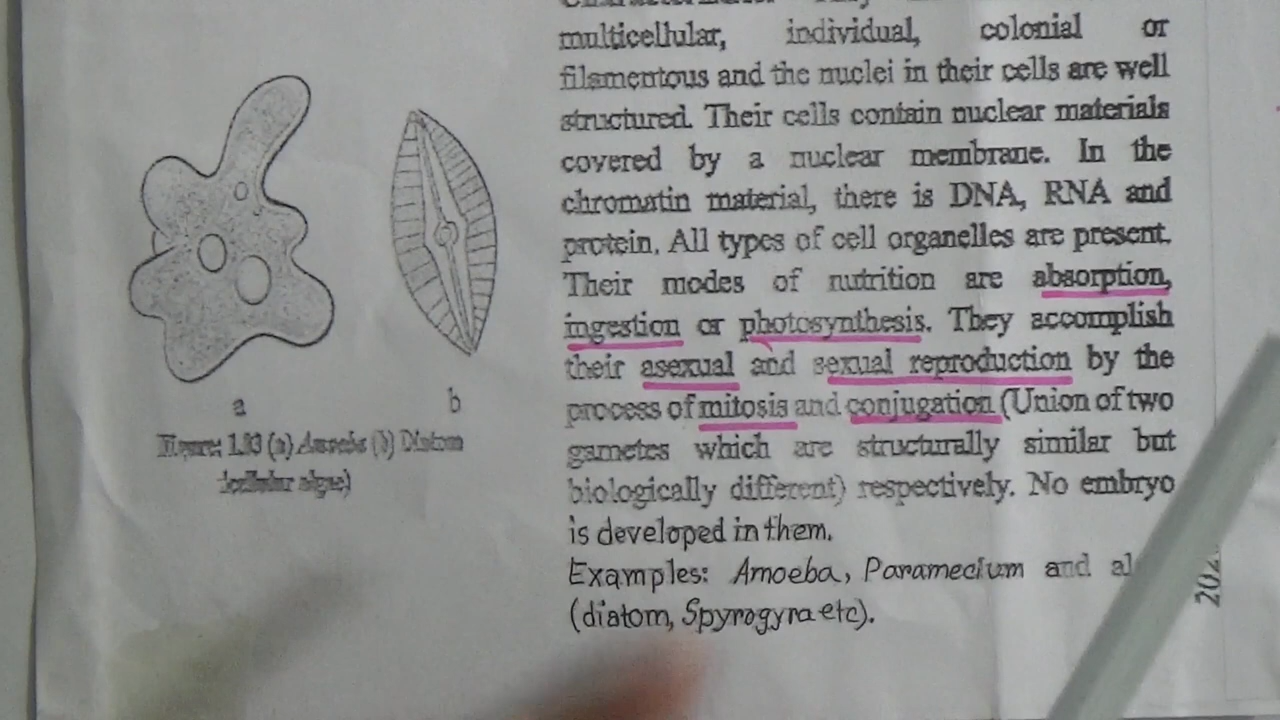 multicellular, individual, colonial or
filamentous and the nuclei in their cells are well
structured. Their cells contain nuclear materials
covered by a nuclear membrane. In the
chromatin material, there is DNA, RNA and
protein. All types of cell organelles are present.
Their modes of nutrition are absorption,
ingestion or photosynthesis. They accomplish
their asexual and sexual reproduction by the
process of mitosis and conjugation (Union of two
gametes which are structurally similar but
biologically different) respectively. No embryo
is developed in them.
Examples: Amoeba, Paramecium and
(diatom, Spyrogyra etc).
a
b
(a) Amoeba (b) Diatom
algae)